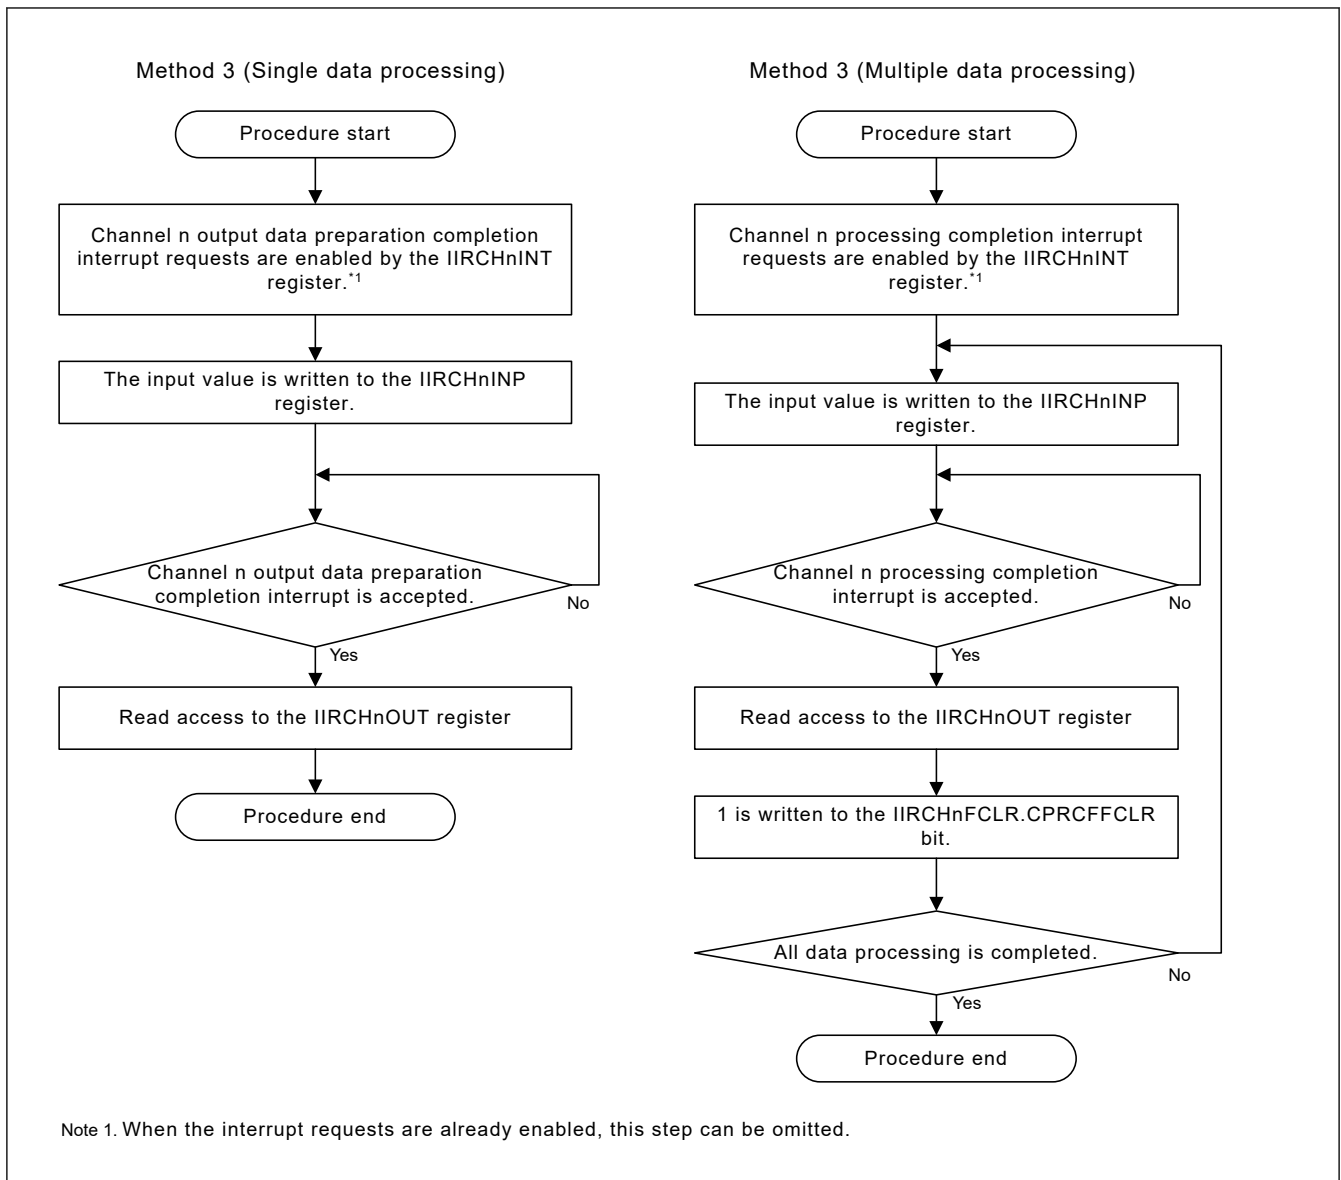 Method 3 (Single data processing)
Procedure start
Channel n output data preparation completion
interrupt requests are enabled by the IIRCHnINT
register.*1
The input value is written to the IIRCHnINP
register.
Channel n output data preparation
completion interrupt is accepted.
No
Yes
Read access to the IIRCHnOUT register
Procedure end
Method 3 (Multiple data processing)
Procedure start
Channel n processing completion interrupt
requests are enabled by the IIRCHnINT
register.*1
The input value is written to the IIRCHnINP
register.
Channel n processing completion
interrupt is accepted.
No
Yes
Read access to the IIRCHnOUT register
1 is written to the IIRCHnFCLR.CPRCFFCLR
bit.
All data processing is completed.
No
Yes
Procedure end
Note 1. When the interrupt requests are already enabled, this step can be omitted.